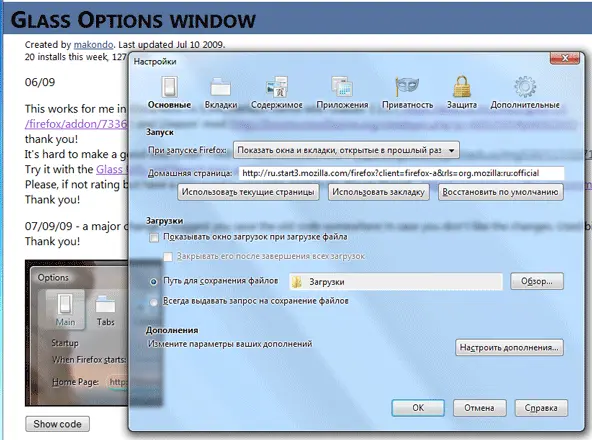 GLASS OPTIONS WINDOW
Created by makondo. Last updated Jul 10 2009.
20 installs this week, 127
06/09
This works for me in
/firefox/addon/7336
thank you!
It's hard to make a good
Try it with the Glass
Please, if not rating
Thank you!
07/09/09 - a major
Thank you!
Options
Main Tabs
Startup
When Firefox starts:
Home Page: http:
Show code
Настройки
Основные Вкладки Содержимое Приложения Приватность Защита Дополнительные
Запуск
При запуске Firefox: Показать окна и вкладки, открытые в прошлый раз
Домашняя страница: http://ru.start3.mozilla.com/firefox?client=firefox-a&rls=org.mozilla:ru:official
Использовать текущие страницы Использовать закладку Восстановить по умолчанию
Загрузки
Показывать окно загрузок при загрузке файла
Закрывать его после завершения всех загрузок
Путь для сохранения файлов Загрузки Обзор...
Всегда выдавать запрос на сохранение файлов
Дополнения
Измените параметры ваших дополнений Настроить дополнения...
ОК Отмена Справка